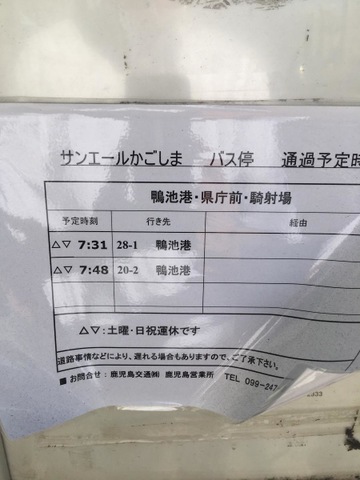 サンエールかごしま バス停 通過予定時
鴨池港・県庁前・騎射場
予定時刻 行き先 経由
△▽ 7:31 28-1 鴨池港
△▽ 7:48 20-2 鴨池港
△▽:土曜・日祝運休です
道路事情などにより、遅れる場合もありますので、ご了承下さい。
■ お問合せ:鹿児島交通㈱ 鹿児島営業所 TEL 099-247-